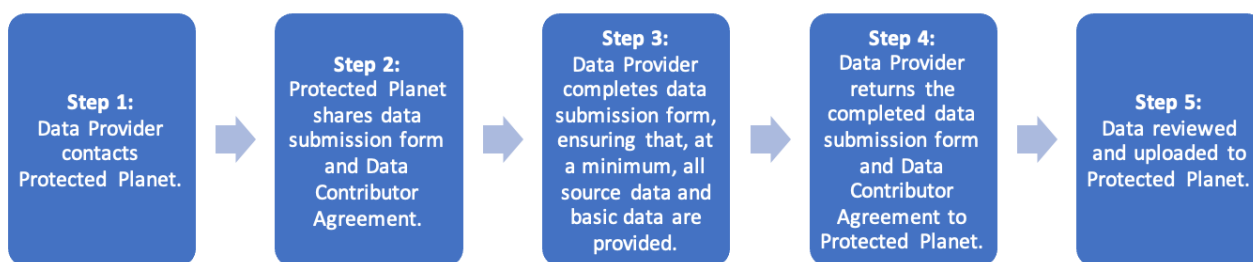 Step 1:
Data Provider
contacts
Protected Planet.
Step 2:
Protected Planet
shares data
submission form
and Data
Contributor
Agreement.
Step 3:
Data Provider
completes data
submission form,
ensuring that, at
a minimum, all
source data and
basic data are
provided.
Step 4:
Data Provider
returns the
completed data
submission form
and Data
Contributor
Agreement to
Protected Planet.
Step 5:
Data reviewed
and uploaded to
Protected Planet.